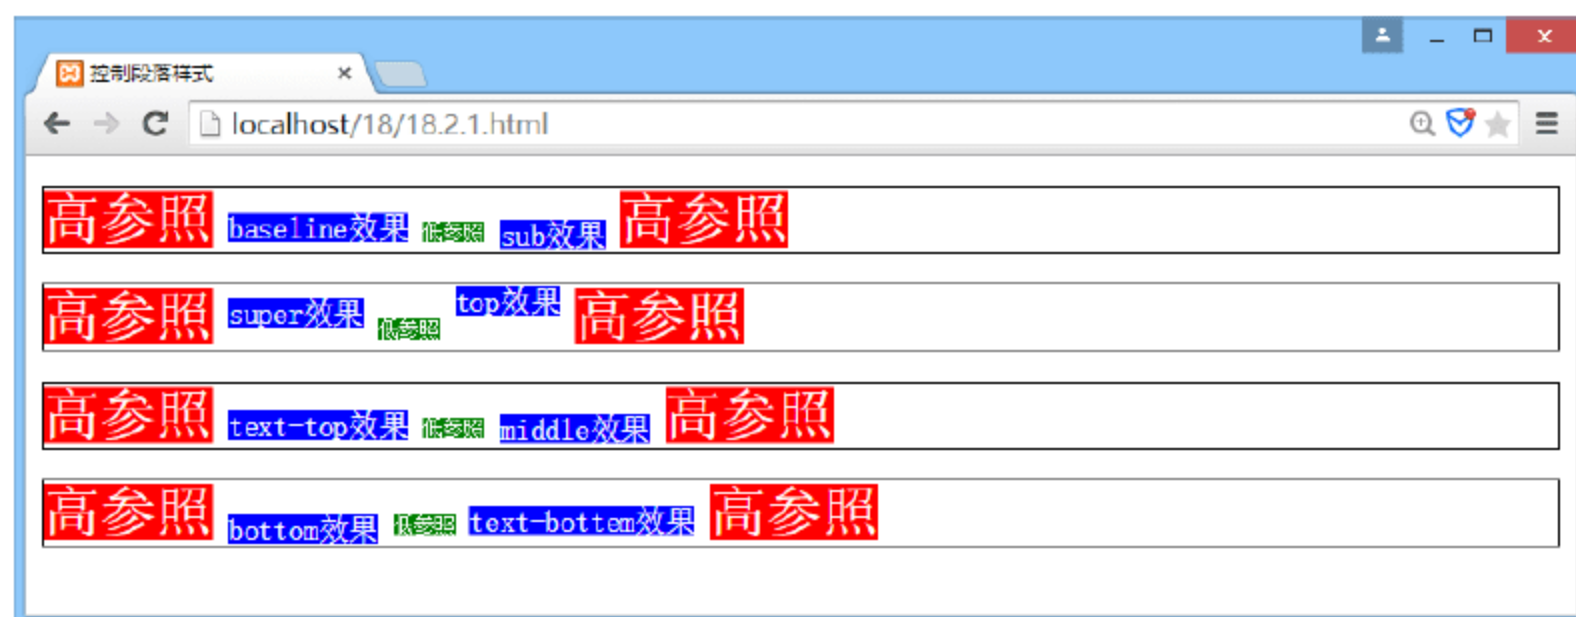 控制段落样式
localhost/18/18.2.1.html
高参照 baseline效果 低参照 sub效果 高参照
高参照 super效果 低参照 top效果 高参照
高参照 text-top效果 低参照 middle效果 高参照
高参照 bottom效果 低参照 text-bottem效果 高参照